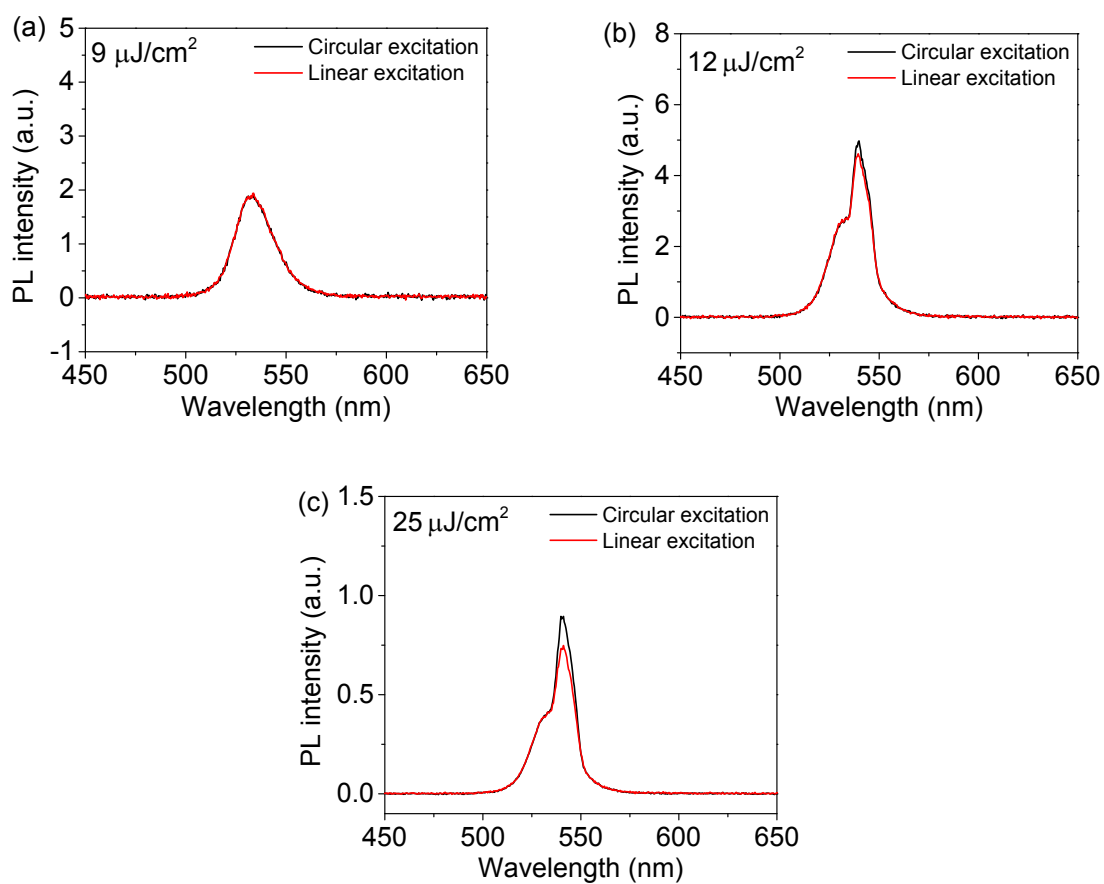 (a)
9 μJ/cm²
Circular excitation
Linear excitation
5
4
3
2
1
0
-1
PL intensity (a.u.)
450 500 550 600 650
Wavelength (nm)
(b)
12 μJ/cm²
Circular excitation
Linear excitation
8
6
4
2
0
PL intensity (a.u.)
450 500 550 600 650
Wavelength (nm)
(c)
25 μJ/cm²
Circular excitation
Linear excitation
1.5
1.0
0.5
0.0
PL intensity (a.u.)
450 500 550 600 650
Wavelength (nm)